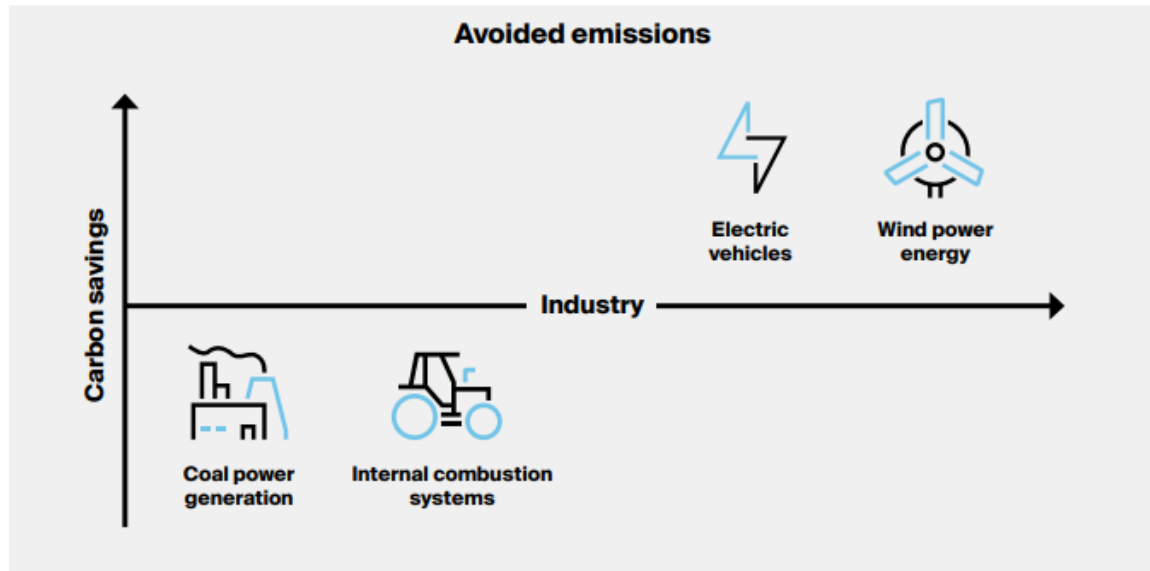 Avoided emissions
Carbon savings
Electric
vehicles
Wind power
energy
Industry
Coal power
generation
Internal combustion
systems